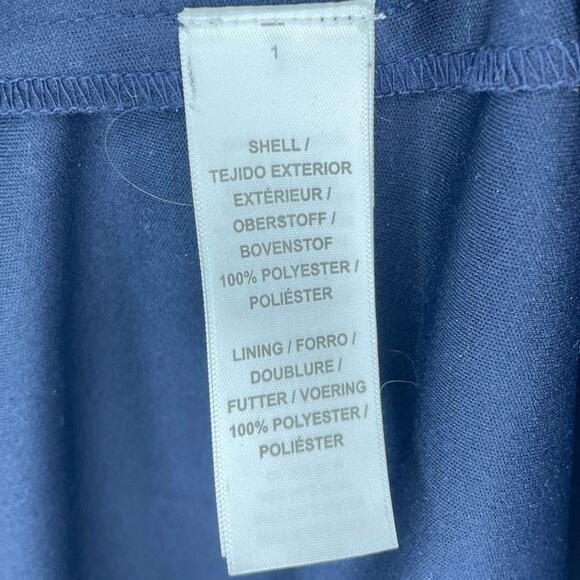 1
SHELL /
TEJIDO EXTERIOR
EXTÉRIEUR /
OBERSTOFF /
BOVENSTOF
100% POLYESTER /
POLIÉSTER
LINING / FORRO /
DOUBLURE /
FUTTER / VOERING
100% POLYESTER /
POLIÉSTER